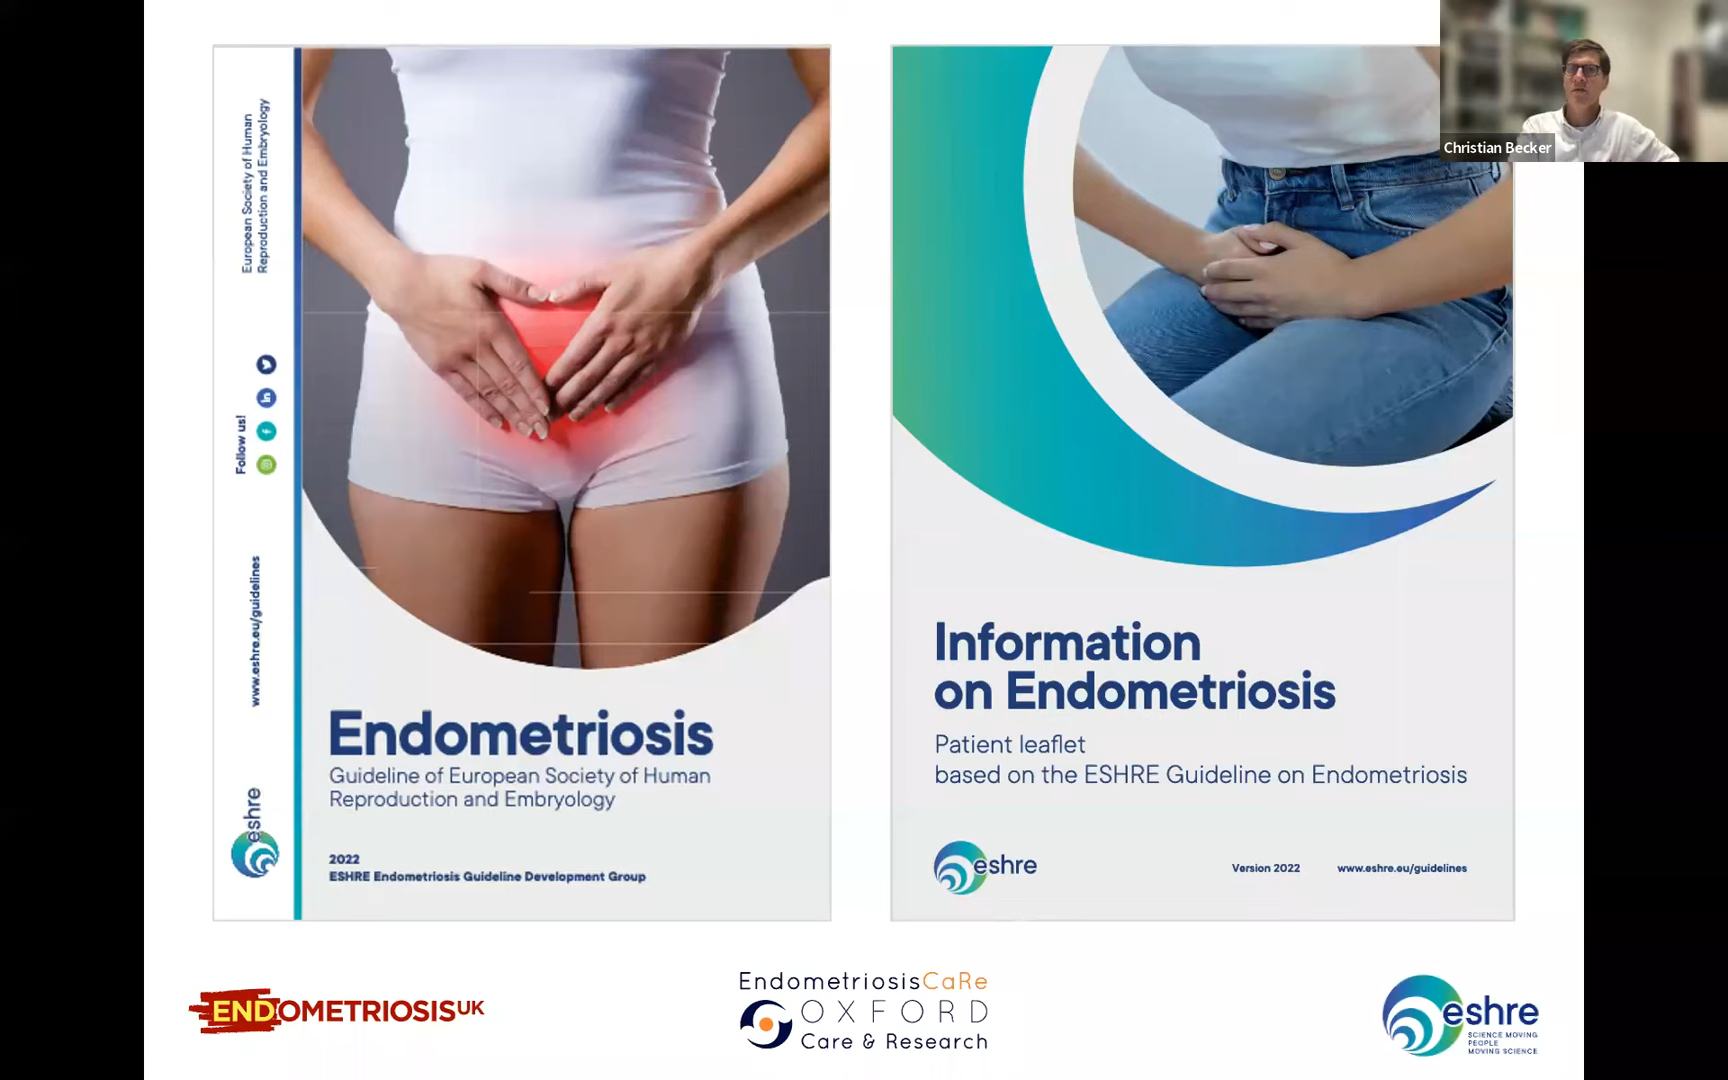 European Society of Human
Reproduction and Embryology
Follow us!
www.eshre.eu/guidelines
eshre
Endometriosis
Guideline of European Society of Human
Reproduction and Embryology
2022
ESHRE Endometriosis Guideline Development Group
Christian Becker
Information
on Endometriosis
Patient leaflet
based on the ESHRE Guideline on Endometriosis
eshre
Version 2022
www.eshre.eu/guidelines
ENDOMETRIOSIS UK
EndometriosisCaRe
OXFORD
Care & Research
eshre
SCIENCE MOVING
PEOPLE
MOVING SCIENCE